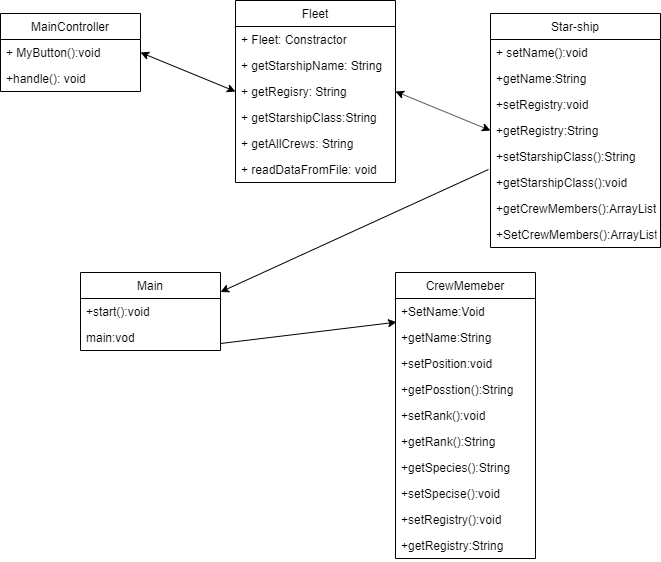 MainController
+ MyButton():void
+handle(): void
Fleet
+ Fleet: Constractor
+ getStarshipName: String
+ getRegisry: String
+ getStarshipClass:String
+ getAllCrews: String
+ readDataFromFile: void
Star-ship
+ setName():void
+getName:String
+setRegistry:void
+getRegistry:String
+setStarshipClass():String
+getStarshipClass():void
+getCrewMembers():ArrayList
+SetCrewMembers():ArrayList
Main
+start():void
main:vod
CrewMemeber
+SetName:Void
+getName:String
+setPosition:void
+getPosstion():String
+setRank():void
+getRank():String
+getSpecies():String
+setSpecise():void
+setRegistry():void
+getRegistry:String